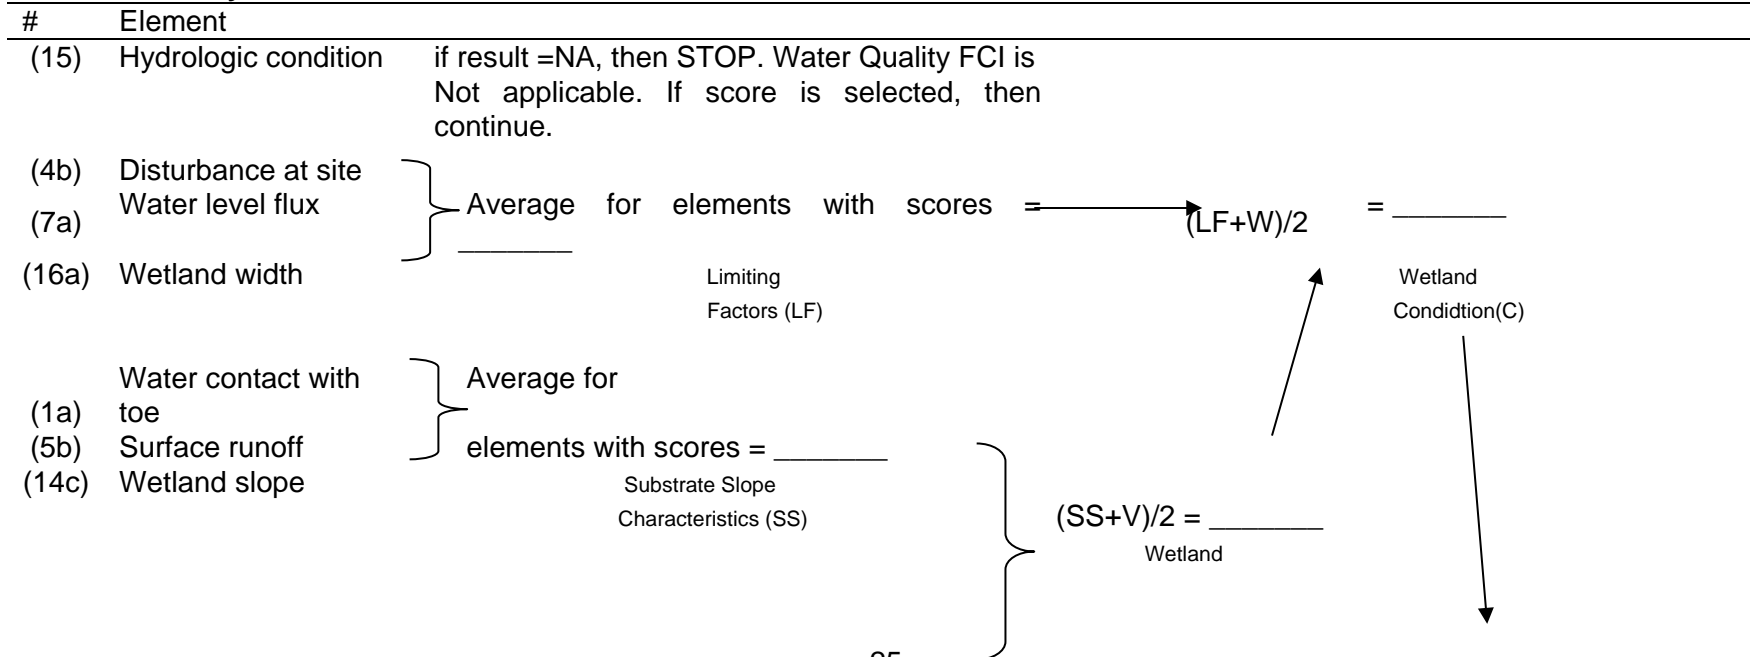 # Element
(15) Hydrologic condition if result =NA, then STOP. Water Quality FCI is
Not applicable. If score is selected, then
continue.
(4b) Disturbance at site
(7a) Water level flux Average for elements with scores = (LF+W)/2 = _______
_______
(16a) Wetland width Limiting Wetland
Factors (LF) Condidtion(C)
Water contact with Average for
(1a) toe
(5b) Surface runoff elements with scores = _______
(14c) Wetland slope Substrate Slope
Characteristics (SS) (SS+V)/2 = _______
Wetland